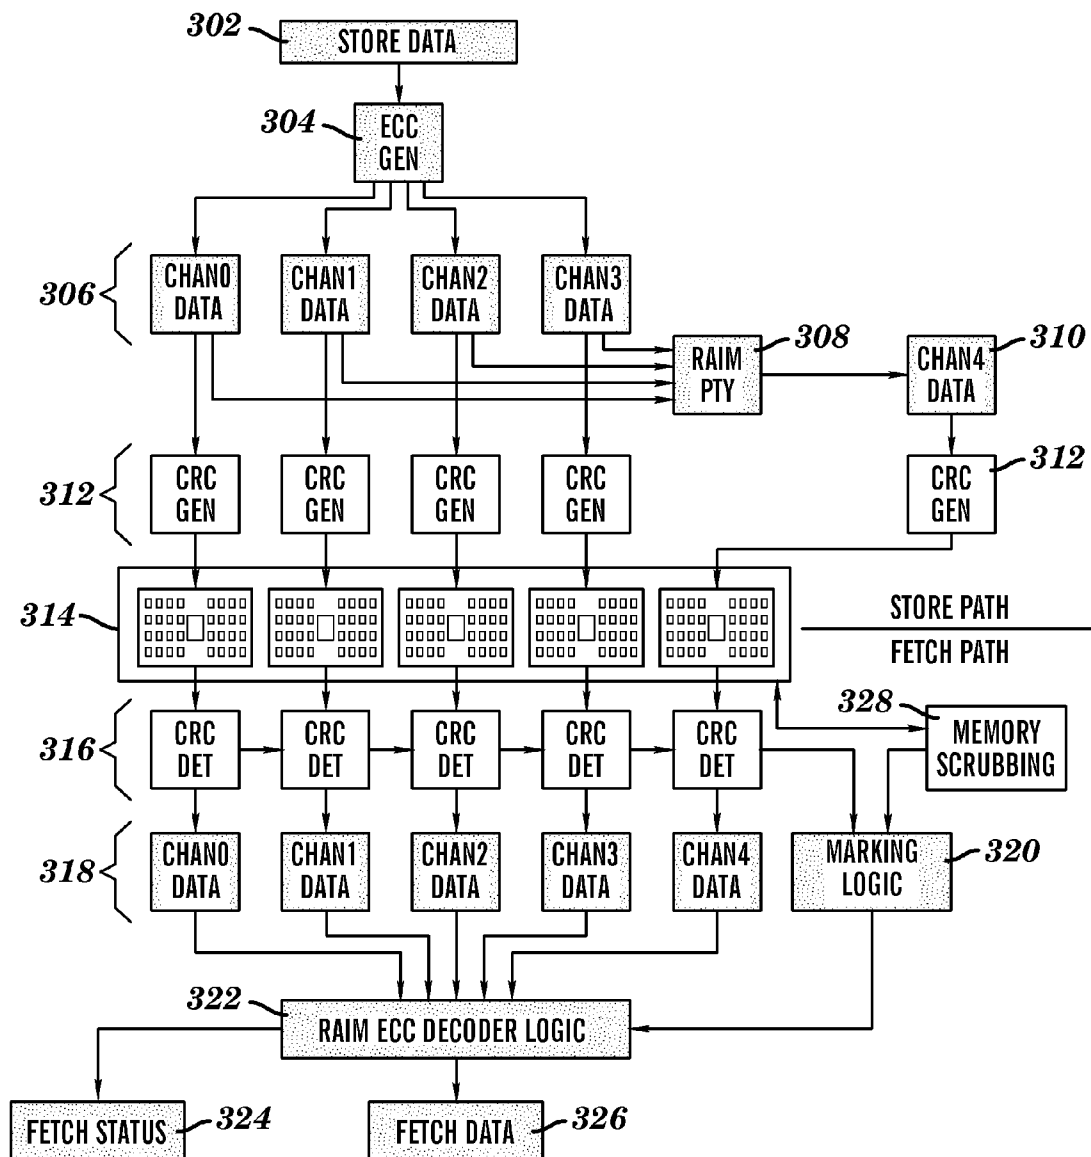 302
STORE DATA
304
ECC
GEN
306
CHAN0
DATA
CHAN1
DATA
CHAN2
DATA
CHAN3
DATA
308
RAIM
PTY
310
CHAN4
DATA
312
CRC
GEN
CRC
GEN
CRC
GEN
CRC
GEN
312
CRC
GEN
314
STORE PATH
FETCH PATH
316
CRC
DET
CRC
DET
CRC
DET
CRC
DET
CRC
DET
328
MEMORY
SCRUBBING
318
CHAN0
DATA
CHAN1
DATA
CHAN2
DATA
CHAN3
DATA
CHAN4
DATA
MARKING
LOGIC
320
322
RAIM ECC DECODER LOGIC
FETCH STATUS
324
FETCH DATA
326